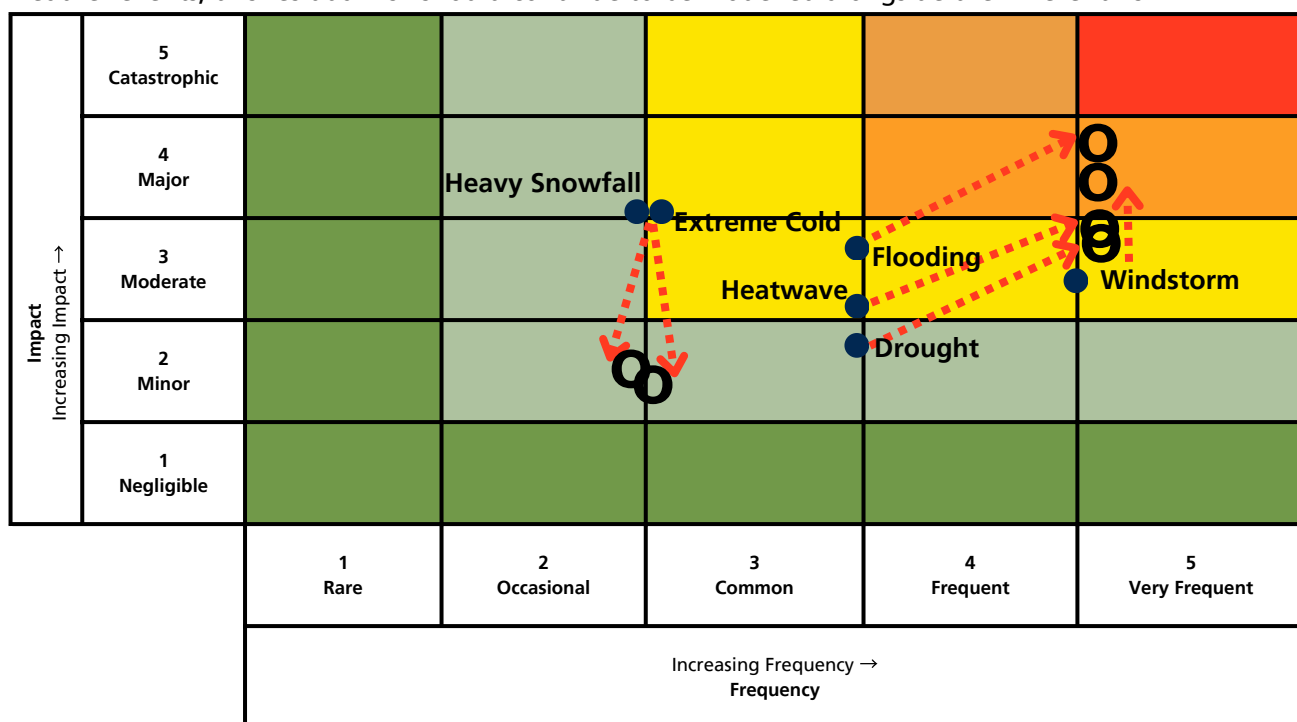 5
Catastrophic
4
Major
Heavy Snowfall
Extreme Cold
3
Moderate
Flooding
Heatwave
Windstorm
2
Minor
Drought
1
Negligible
Impact
Increasing Impact →
O
O
O
O
O
O
1
Rare
2
Occasional
3
Common
4
Frequent
5
Very Frequent
Increasing Frequency →
Frequency